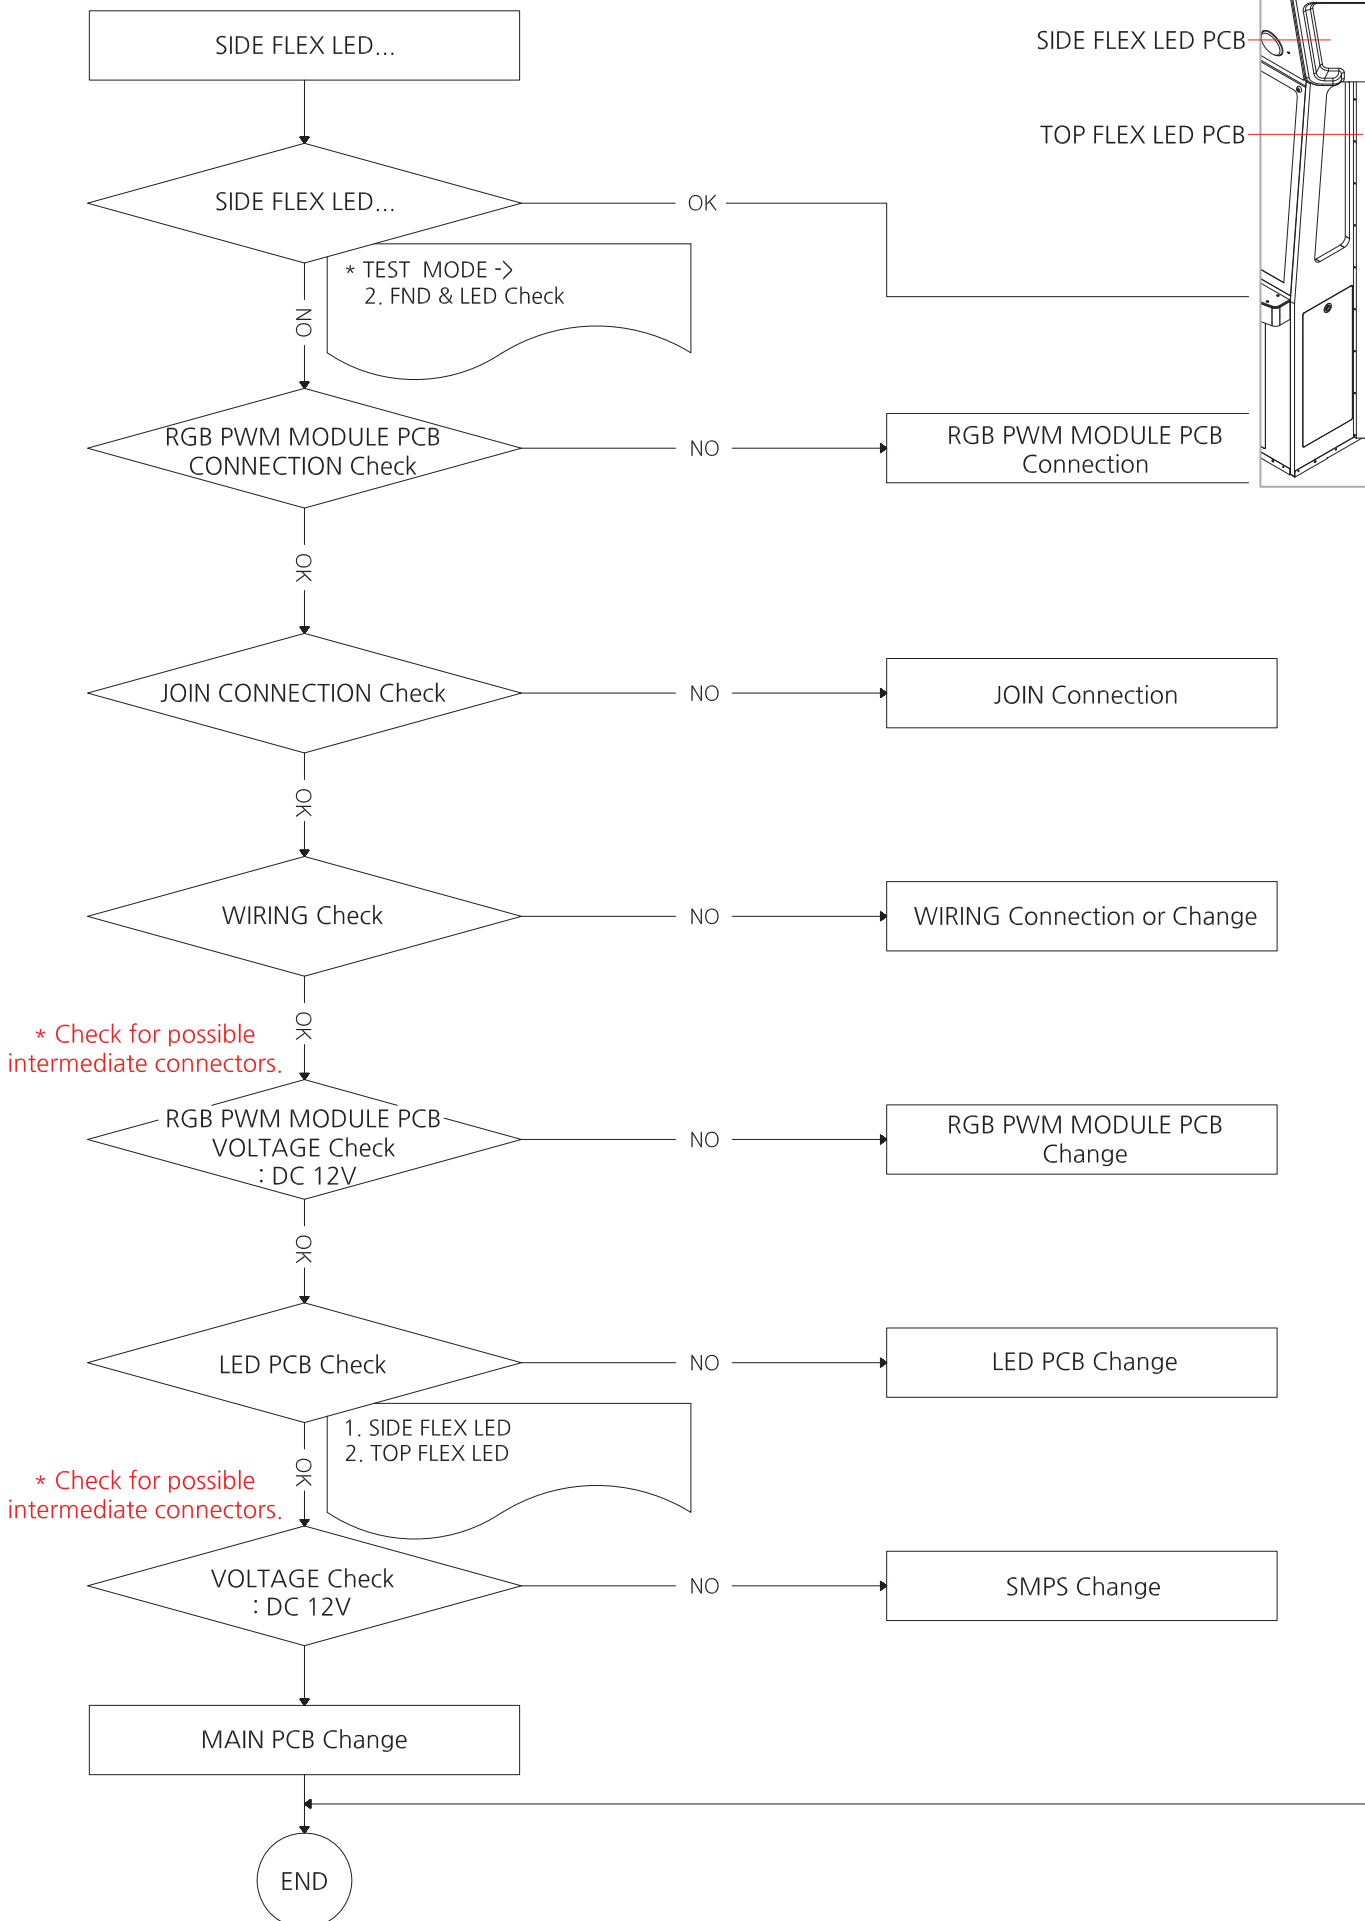 SIDE FLEX LED...
SIDE FLEX LED PCB
TOP FLEX LED PCB
SIDE FLEX LED...
OK
* TEST MODE ->
2. FND & LED Check
NO
RGB PWM MODULE PCB
CONNECTION Check
NO
RGB PWM MODULE PCB
Connection
OK
JOIN CONNECTION Check
NO
JOIN Connection
OK
WIRING Check
NO
WIRING Connection or Change
OK
* Check for possible
intermediate connectors.
RGB PWM MODULE PCB
VOLTAGE Check
: DC 12V
NO
RGB PWM MODULE PCB
Change
OK
LED PCB Check
NO
LED PCB Change
1. SIDE FLEX LED
2. TOP FLEX LED
OK
* Check for possible
intermediate connectors.
VOLTAGE Check
: DC 12V
NO
SMPS Change
MAIN PCB Change
END